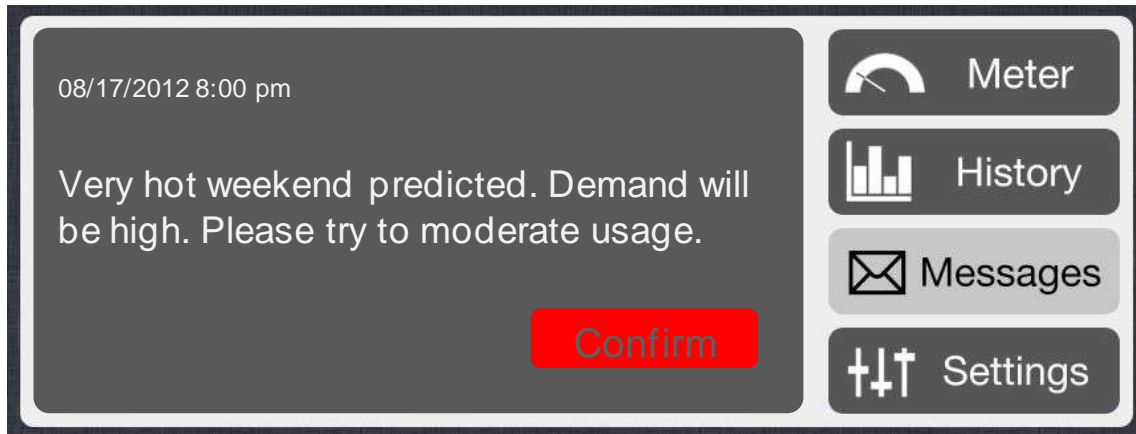 08/17/2012 8:00 pm
Very hot weekend predicted. Demand will
be high. Please try to moderate usage.
Confirm
Meter
History
Messages
Settings